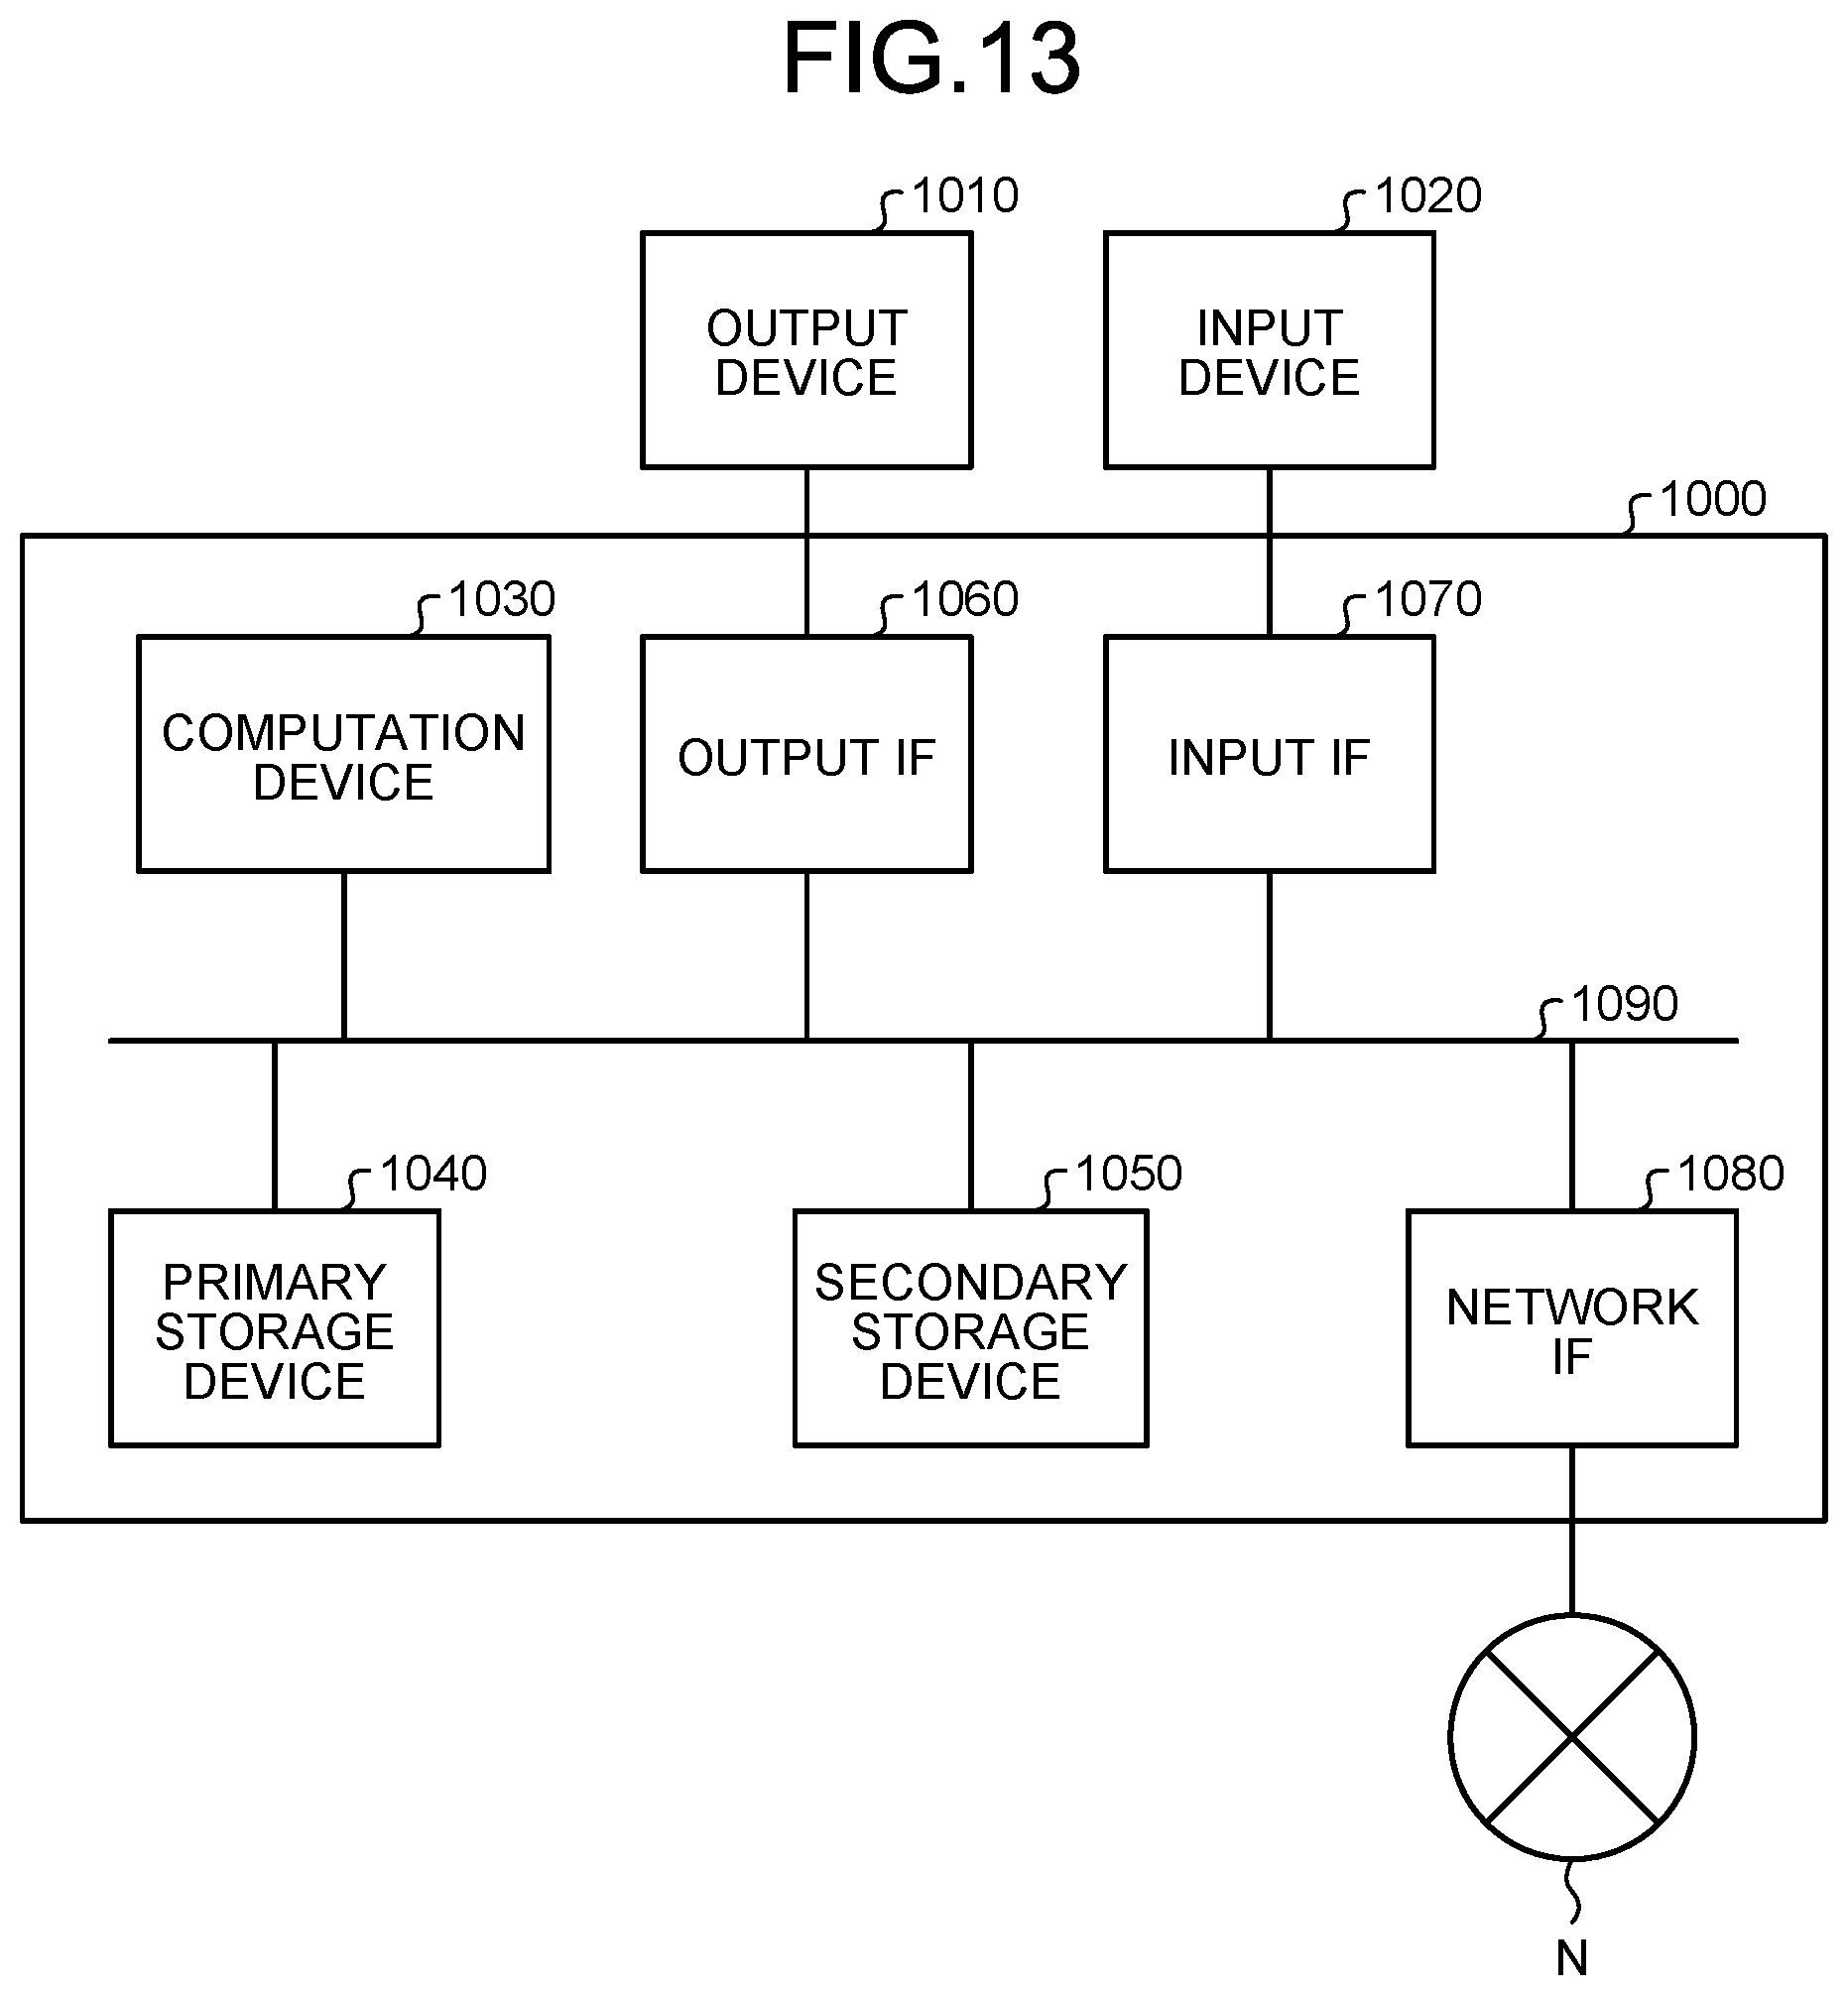 FIG.13
1010
1020
OUTPUT
DEVICE
INPUT
DEVICE
1000
1030
1060
1070
COMPUTATION
DEVICE
OUTPUT IF
INPUT IF
1090
1040
1050
1080
PRIMARY
STORAGE
DEVICE
SECONDARY
STORAGE
DEVICE
NETWORK
IF
N